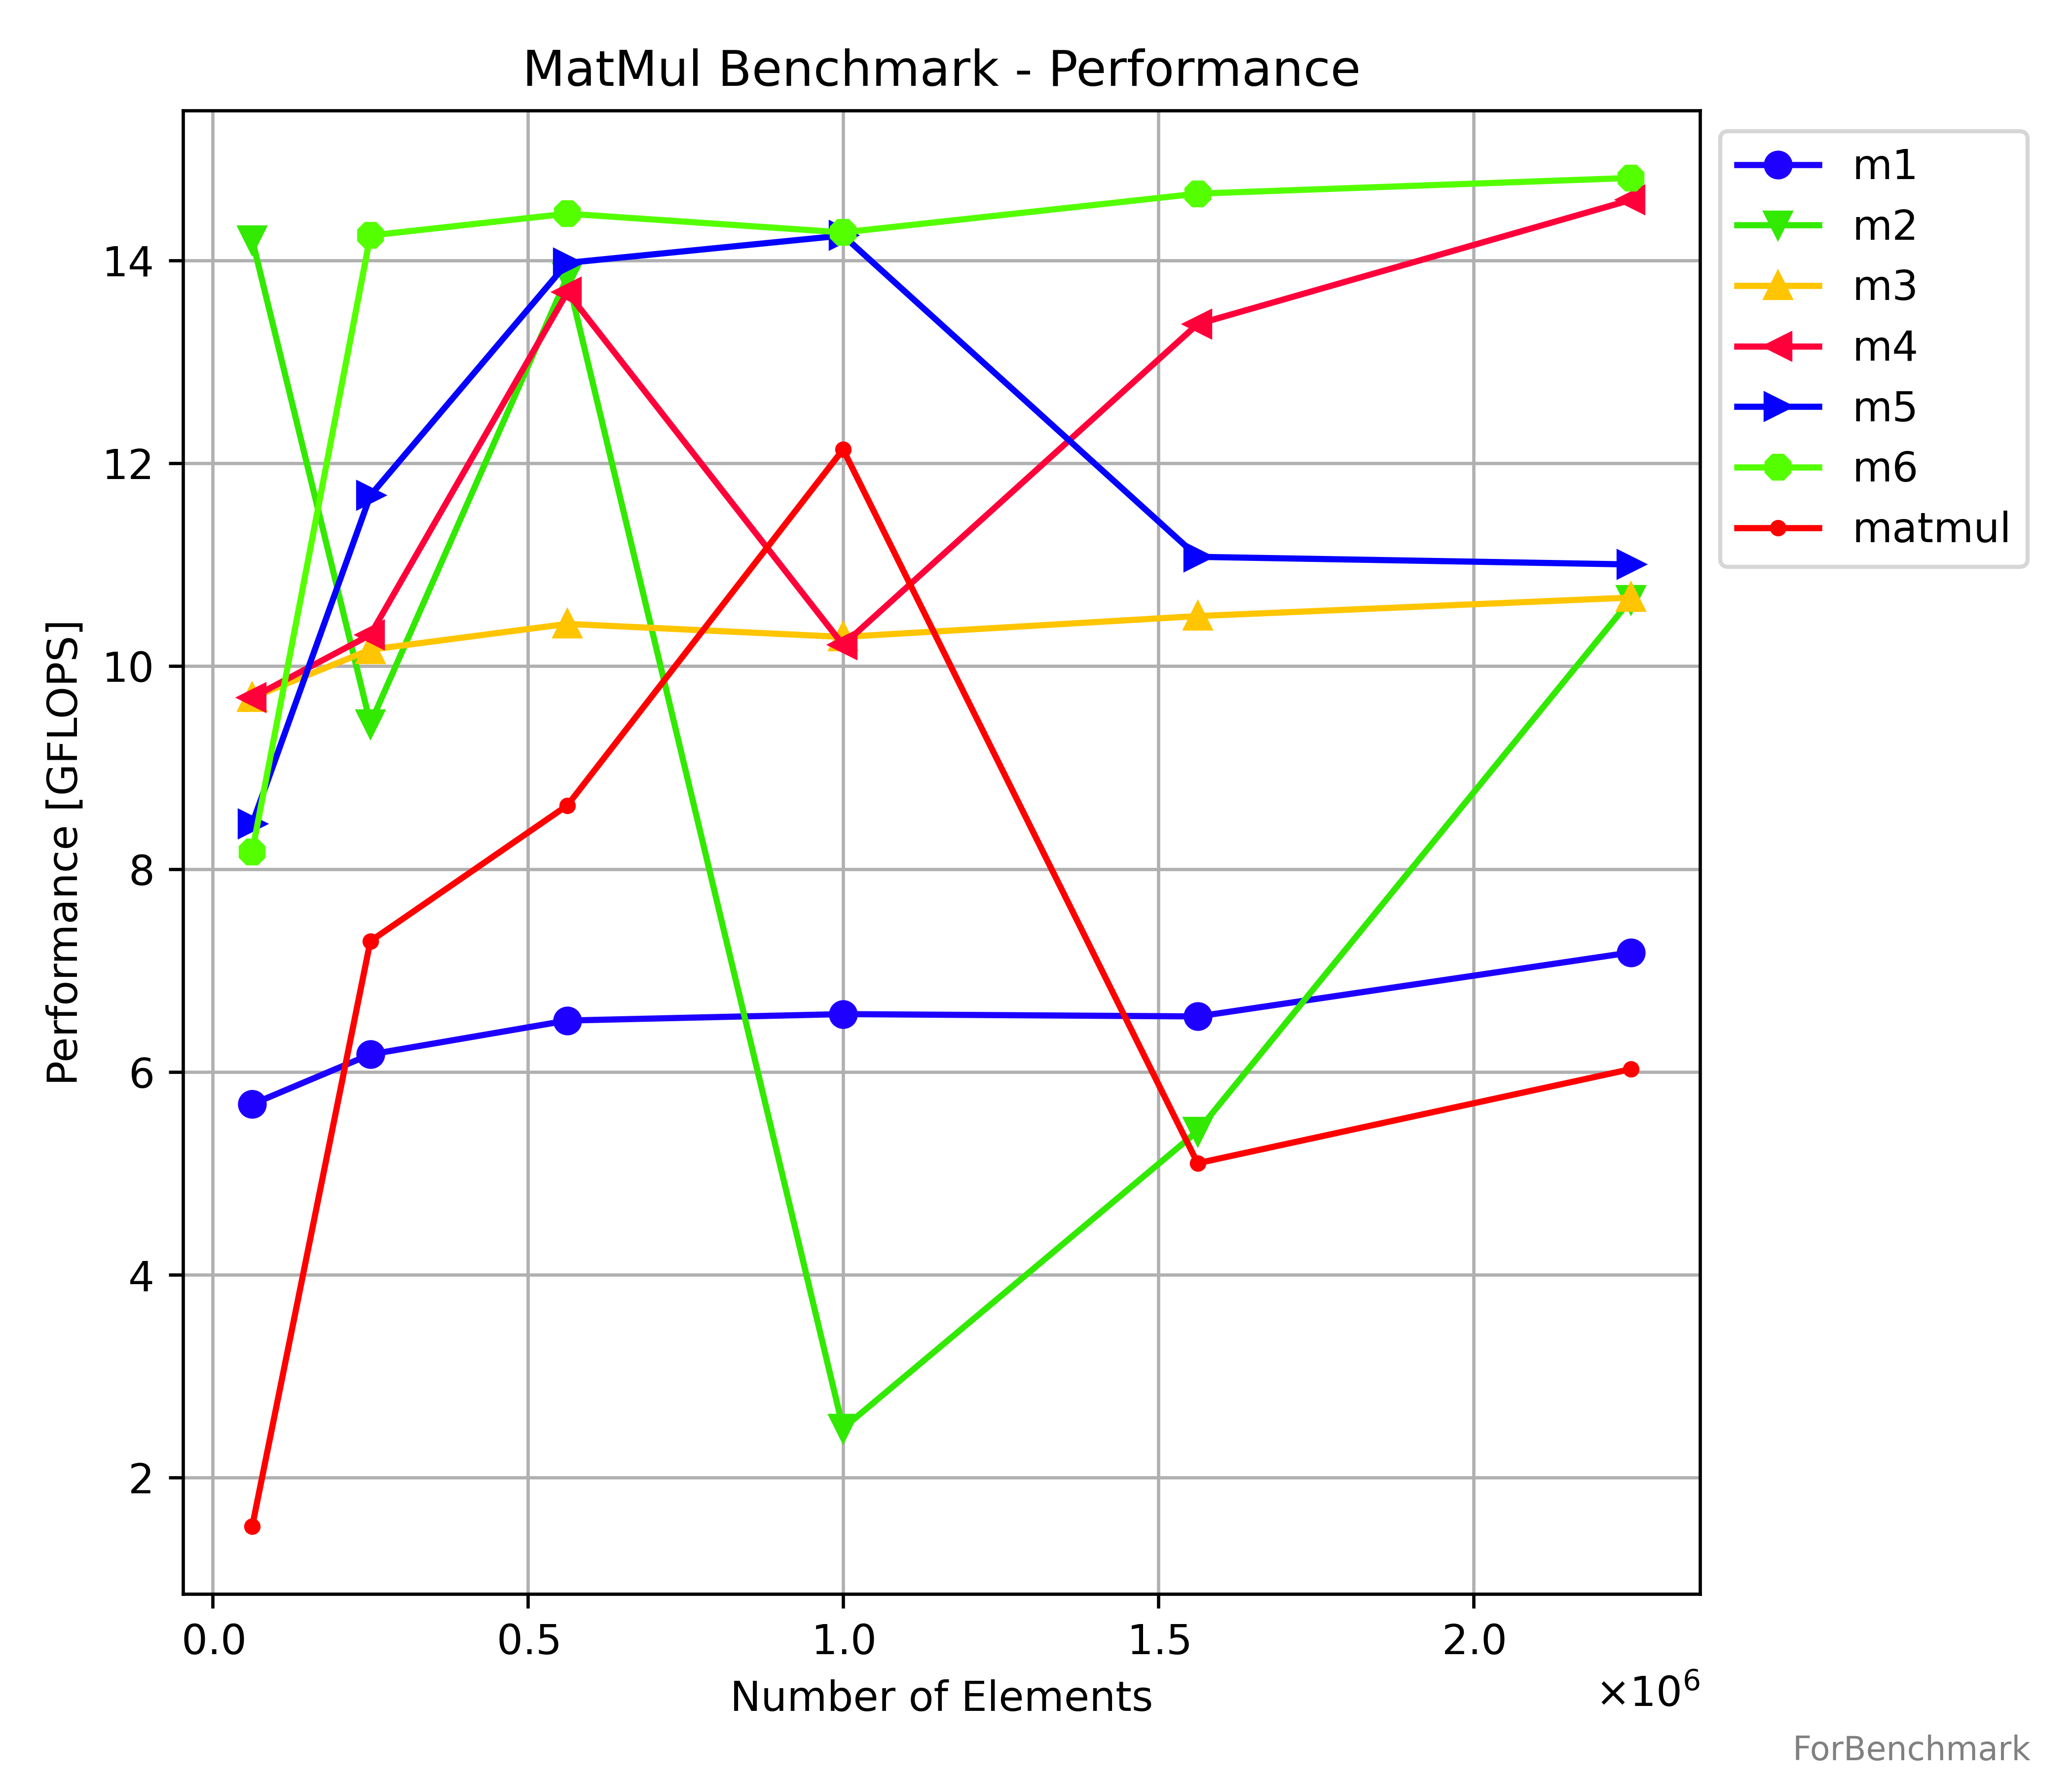 MatMul Benchmark - Performance
m1
m2
m3
m4
m5
m6
matmul
Performance [GFLOPS]
14
12
10
8
6
4
2
0.0 0.5 1.0 1.5 2.0
Number of Elements
×10⁶
ForBenchmark